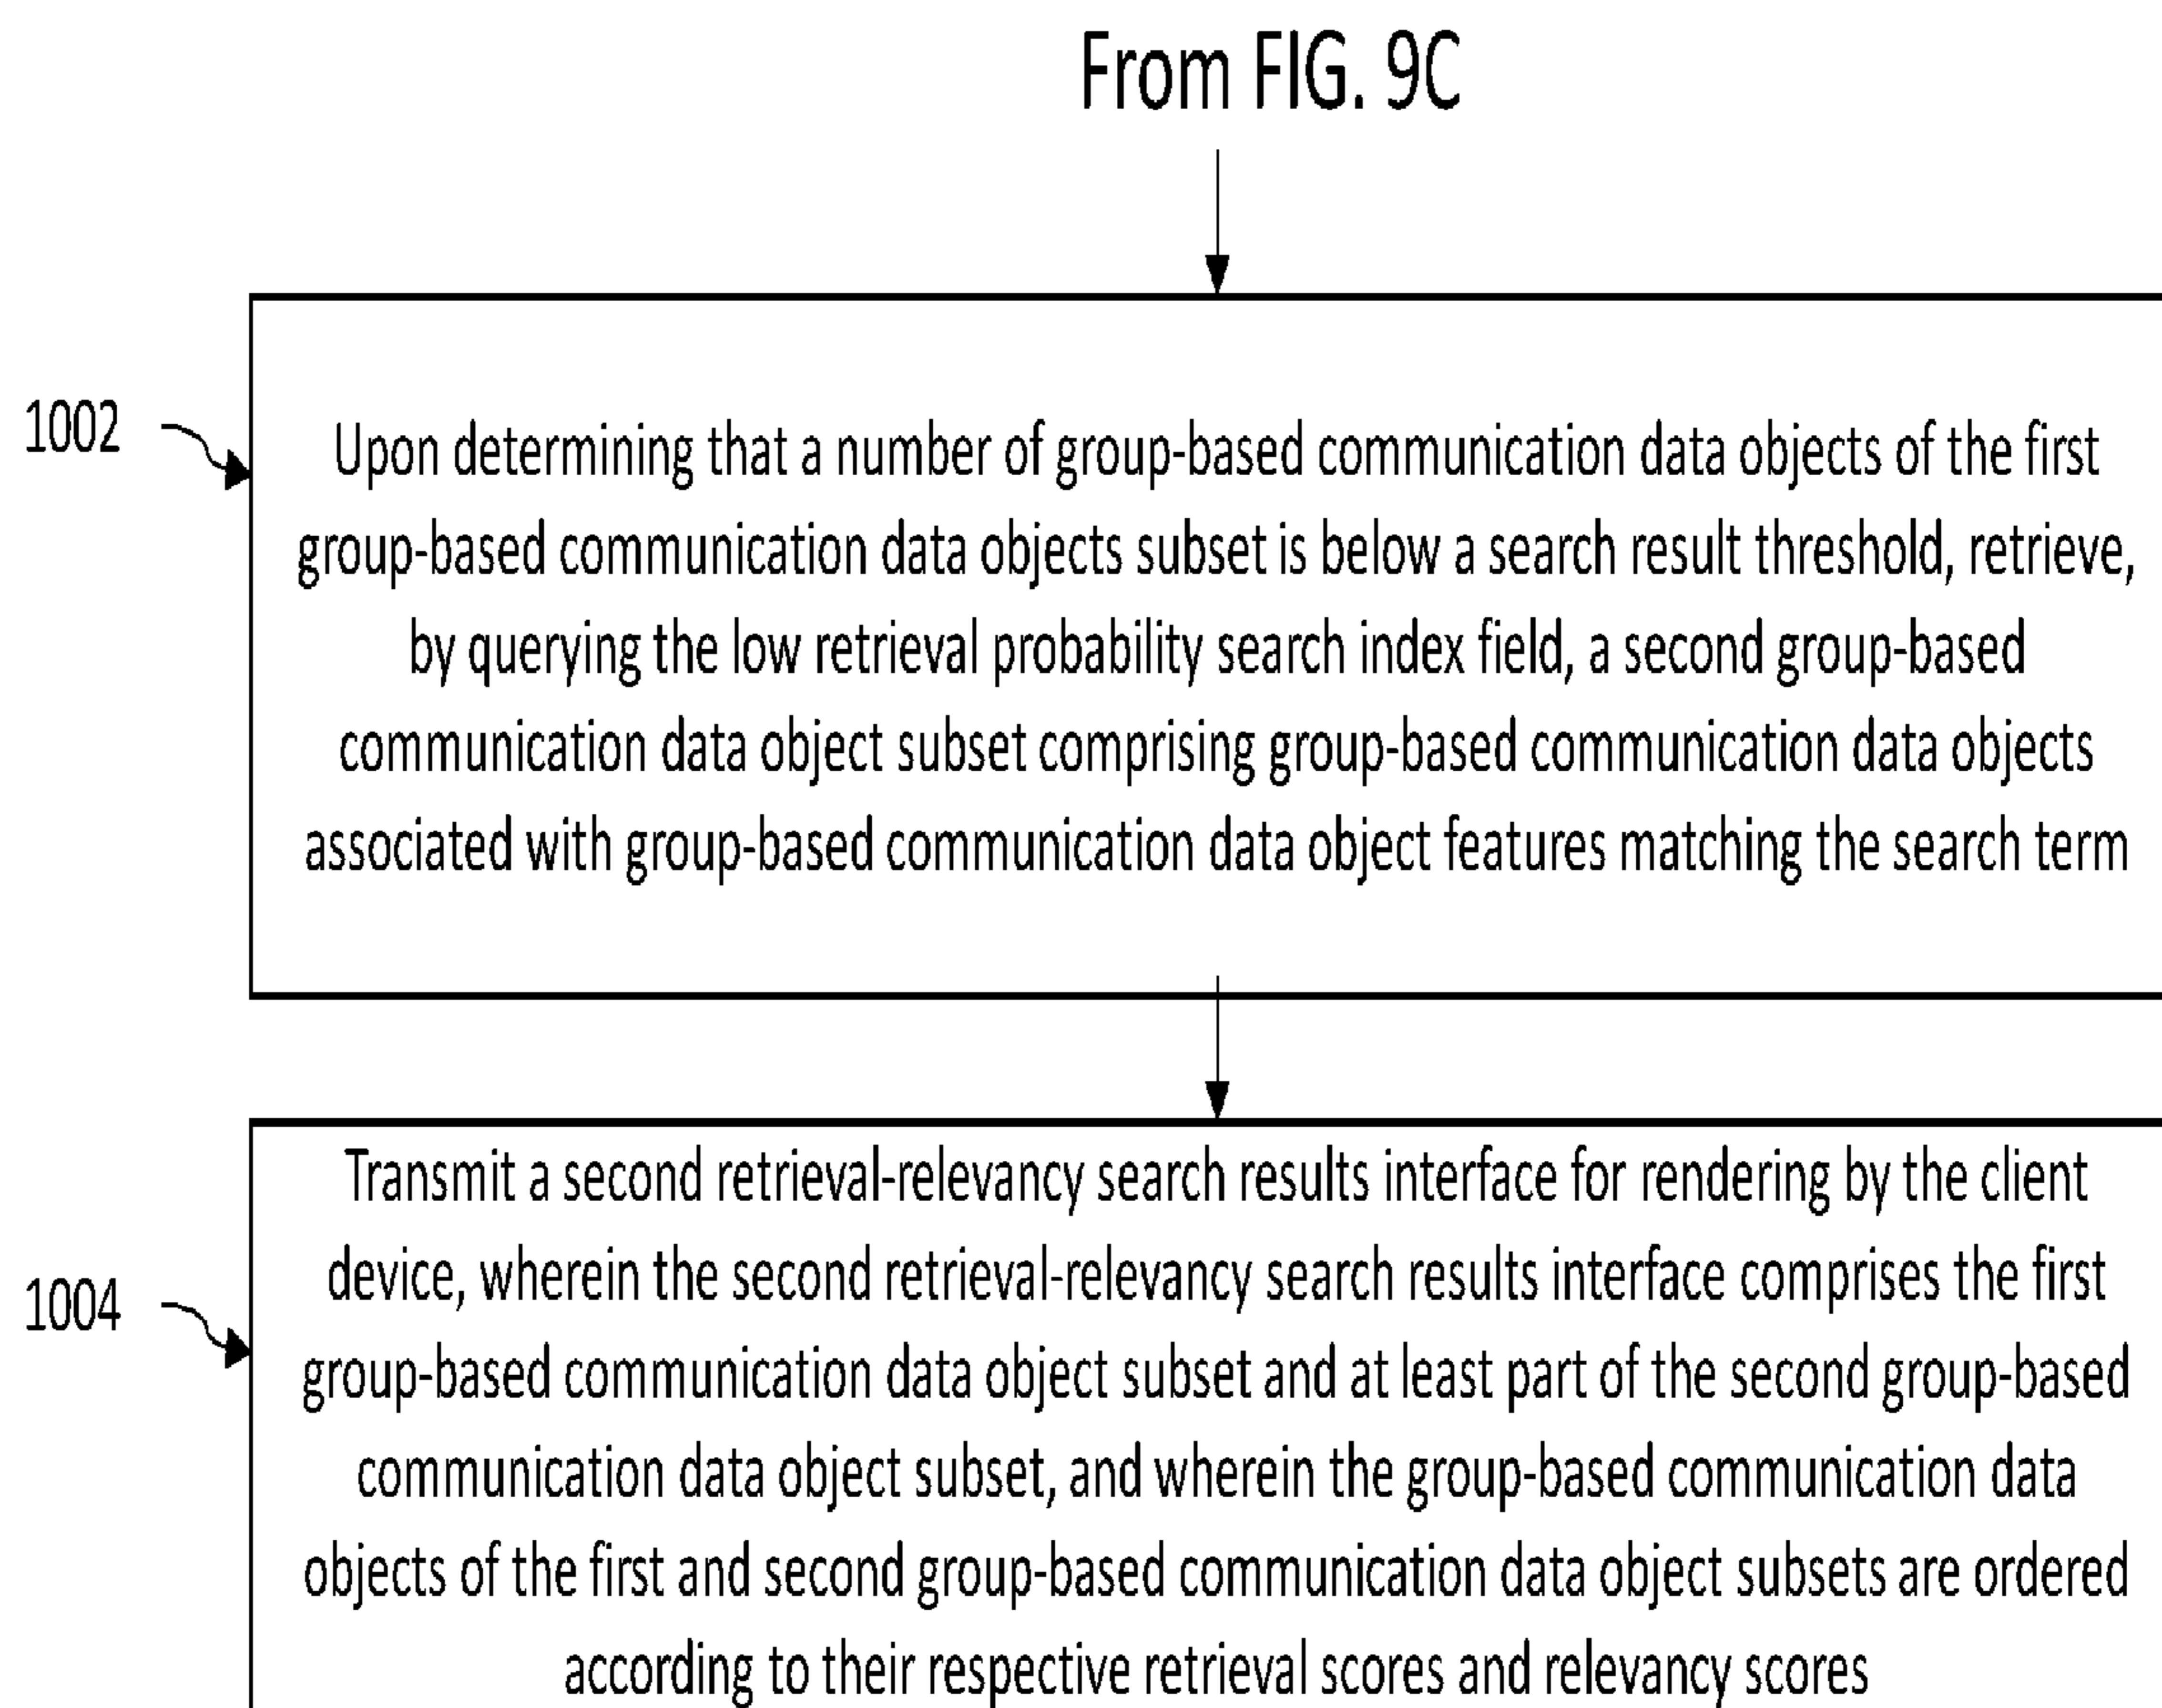 From FIG. 9C
1002
Upon determining that a number of group-based communication data objects of the first
group-based communication data objects subset is below a search result threshold, retrieve,
by querying the low retrieval probability search index field, a second group-based
communication data object subset comprising group-based communication data objects
associated with group-based communication data object features matching the search term
1004
Transmit a second retrieval-relevancy search results interface for rendering by the client
device, wherein the second retrieval-relevancy search results interface comprises the first
group-based communication data object subset and at least part of the second group-based
communication data object subset, and wherein the group-based communication data
objects of the first and second group-based communication data object subsets are ordered
according to their respective retrieval scores and relevancy scores